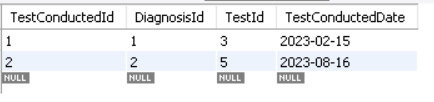 TestConductedId DiagnosisId TestId TestConductedDate
1 1 3 2023-02-15
2 2 5 2023-08-16
NULL NULL NULL NULL